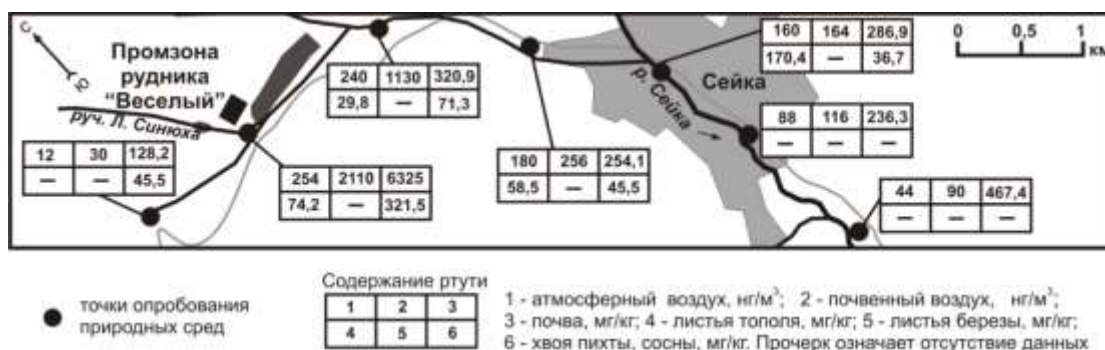 С
Ю
Промзона
рудника
"Веселый"
руч. Л. Синюха
240 1130 320,9
29,8 — 71,3
160 164 286,9
170,4 — 36,7
0 0,5 1
км
Сейка
р. Сейка
88 116 236,3
— — —
12 30 128,2
— — 45,5
254 2110 6325
74,2 — 321,5
180 256 254,1
58,5 — 45,5
44 90 467,4
— — —
точки опробования
природных сред
Содержание ртути
1 2 3
4 5 6
1 - атмосферный воздух, нг/м³; 2 - почвенный воздух, нг/м³;
3 - почва, мг/кг; 4 - листья тополя, мг/кг; 5 - листья березы, мг/кг;
6 - хвоя пихты, сосны, мг/кг. Прочерк означает отсутствие данных